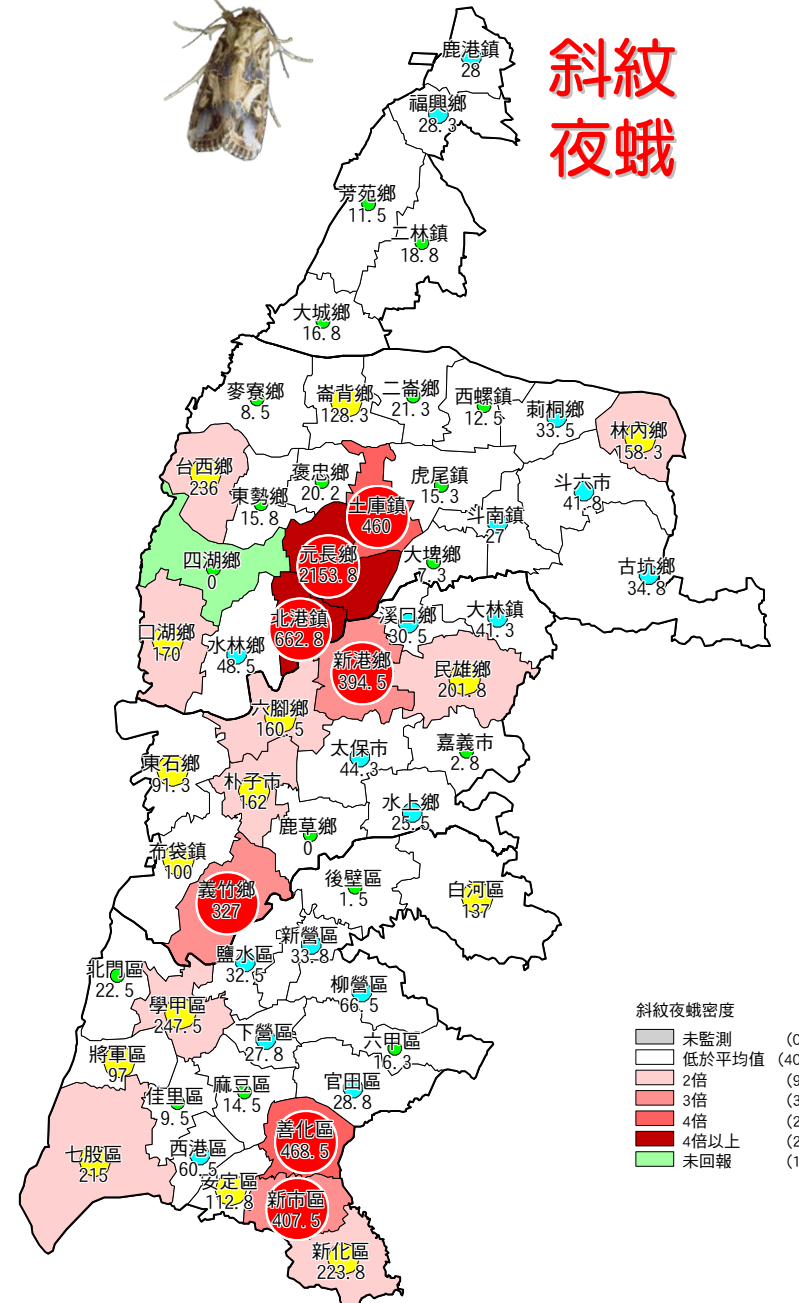 斜紋
夜蛾
鹿港鎮
28
福興鄉
28.3
芳苑鄉
11.5
二林鎮
18.8
大城鄉
16.8
麥寮鄉
8.5
崙背鄉
128.3
二崙鄉
21.3
西螺鎮
12.5
莿桐鄉
33.5
林內鄉
158.3
台西鄉
236
東勢鄉
15.8
褒忠鄉
20.2
土庫鎮
460
虎尾鎮
15.3
斗南鎮
27
斗六市
41.8
四湖鄉
0
元長鄉
2153.8
大埤鄉
7.3
古坑鄉
34.8
口湖鄉
170
水林鄉
48.5
北港鎮
662.8
溪口鄉
30.5
大林鎮
41.3
新港鄉
394.5
民雄鄉
201.8
六腳鄉
160.5
東石鄉
91.3
朴子市
162
太保市
44.3
嘉義市
2.8
鹿草鄉
0
水上鄉
25.5
布袋鎮
100
義竹鄉
327
後壁區
1.5
白河區
137
北門區
22.5
鹽水區
32.5
新營區
33.8
柳營區
66.5
學甲區
247.5
下營區
27.8
六甲區
16.3
將軍區
97
佳里區
9.5
麻豆區
14.5
官田區
28.8
七股區
215
西港區
60.5
善化區
468.5
安定區
112.8
新市區
407.5
新化區
223.8
斜紋夜蛾密度
未監測 (0
低於平均值 (40
2倍 (9
3倍 (3
4倍 (2
4倍以上 (2
未回報 (1